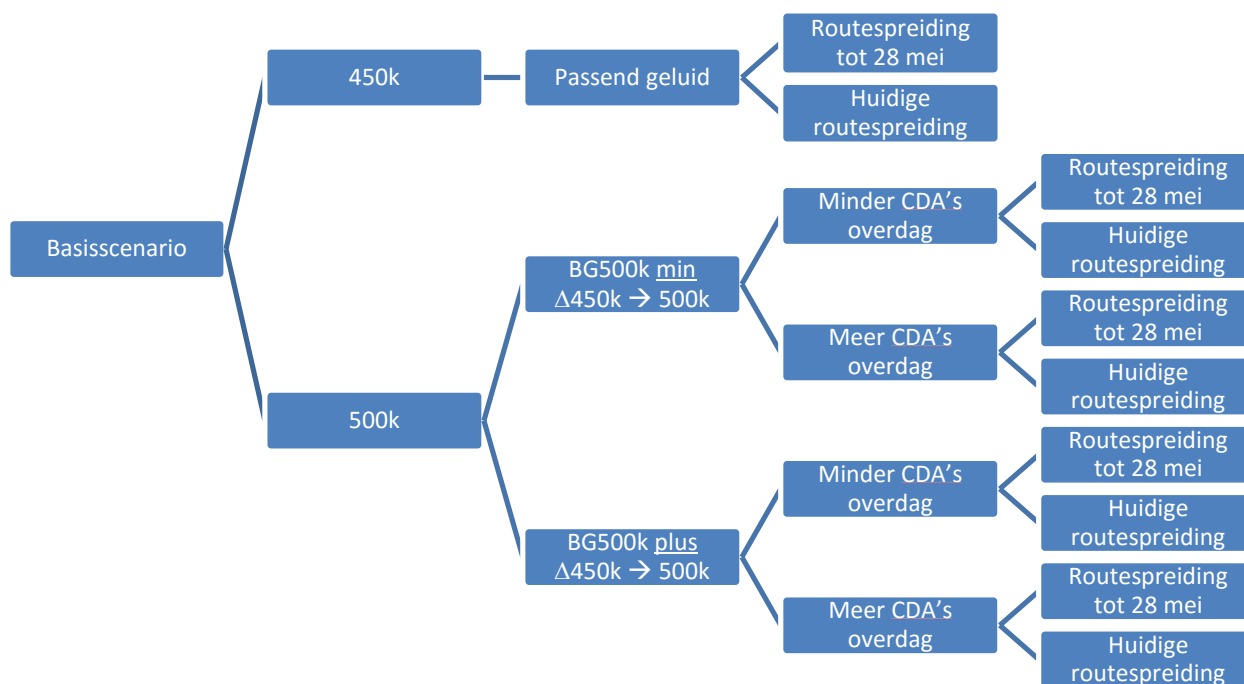 Basisscenario
450k
Passend geluid
Routespreiding
tot 28 mei
Huidige
routespreiding
500k
BG500k min
Δ450k → 500k
Minder CDA’s
overdag
Routespreiding
tot 28 mei
Huidige
routespreiding
Meer CDA’s
overdag
Routespreiding
tot 28 mei
Huidige
routespreiding
BG500k plus
Δ450k → 500k
Minder CDA’s
overdag
Routespreiding
tot 28 mei
Huidige
routespreiding
Meer CDA’s
overdag
Routespreiding
tot 28 mei
Huidige
routespreiding